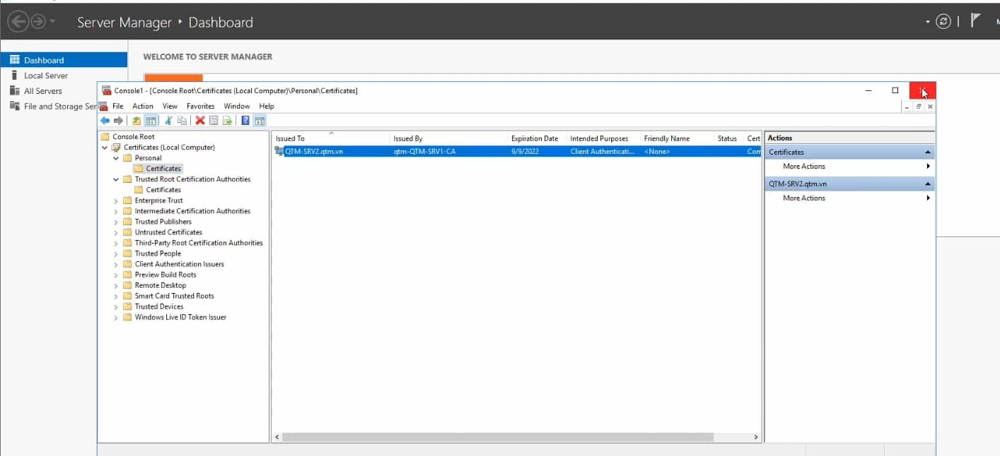 Server Manager ‣ Dashboard
Dashboard
WELCOME TO SERVER MANAGER
Local Server
All Servers
File and Storage Ser
Console1 - [Console Root\Certificates (Local Computer)\Personal\Certificates]
File Action View Favorites Window Help
Console Root
Certificates (Local Computer)
Personal
Certificates
Trusted Root Certification Authorities
Certificates
Enterprise Trust
Intermediate Certification Authorities
Trusted Publishers
Untrusted Certificates
Third-Party Root Certification Authorities
Trusted People
Client Authentication Issuers
Preview Build Roots
Remote Desktop
Smart Card Trusted Roots
Trusted Devices
Windows Live ID Token Issuer
Issued To Issued By Expiration Date Intended Purposes Friendly Name Status Cert
QTM-SRV2.qtm.vn qtm-QTM-SRV1-CA 9/9/2022 Client Authenticati... <None> Com
Actions
Certificates
More Actions
QTM-SRV2.qtm.vn
More Actions